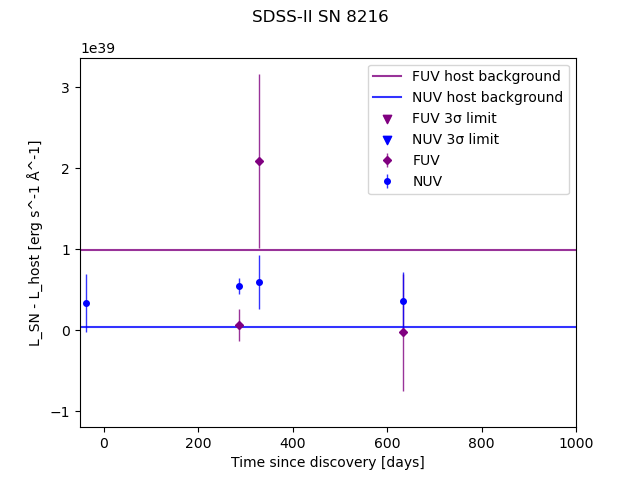 SDSS-II SN 8216
1e39
FUV host background
NUV host background
FUV 3σ limit
NUV 3σ limit
FUV
NUV
3
2
1
0
−1
L_SN - L_host [erg s^-1 Å^-1]
0 200 400 600 800 1000
Time since discovery [days]